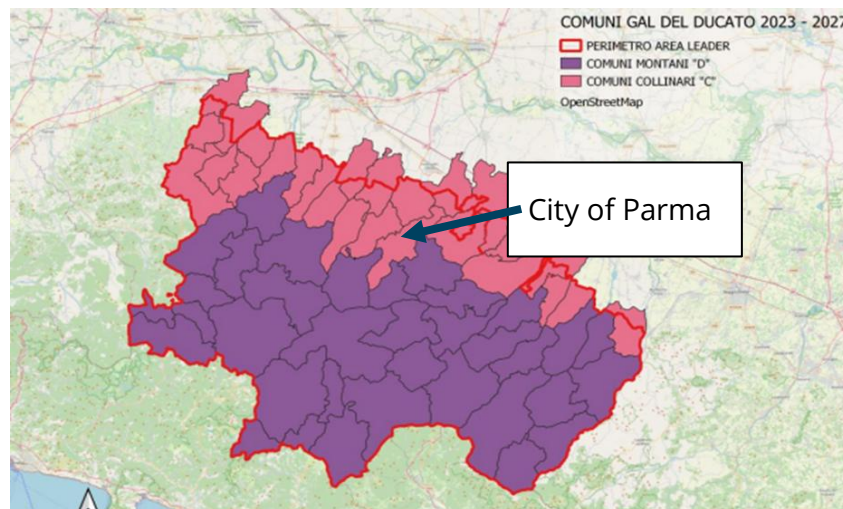 COMUNI GAL DEL DUCATO 2023 - 2027
PERIMETRO AREA LEADER
COMUNI MONTANI "D"
COMUNI COLLINARI "C"
OpenStreetMap
City of Parma